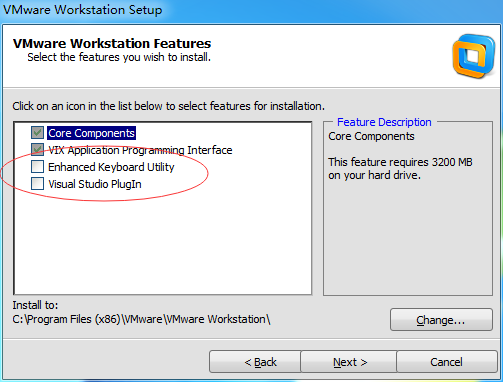 VMware Workstation Setup
VMware Workstation Features
Select the features you wish to install.
Click on an icon in the list below to select features for installation.
Core Components
VIX Application Programming Interface
Enhanced Keyboard Utility
Visual Studio PlugIn
Feature Description
Core Components
This feature requires 3200 MB
on your hard drive.
Install to:
C:\Program Files (x86)\VMware\VMware Workstation\
Change...
< Back
Next >
Cancel